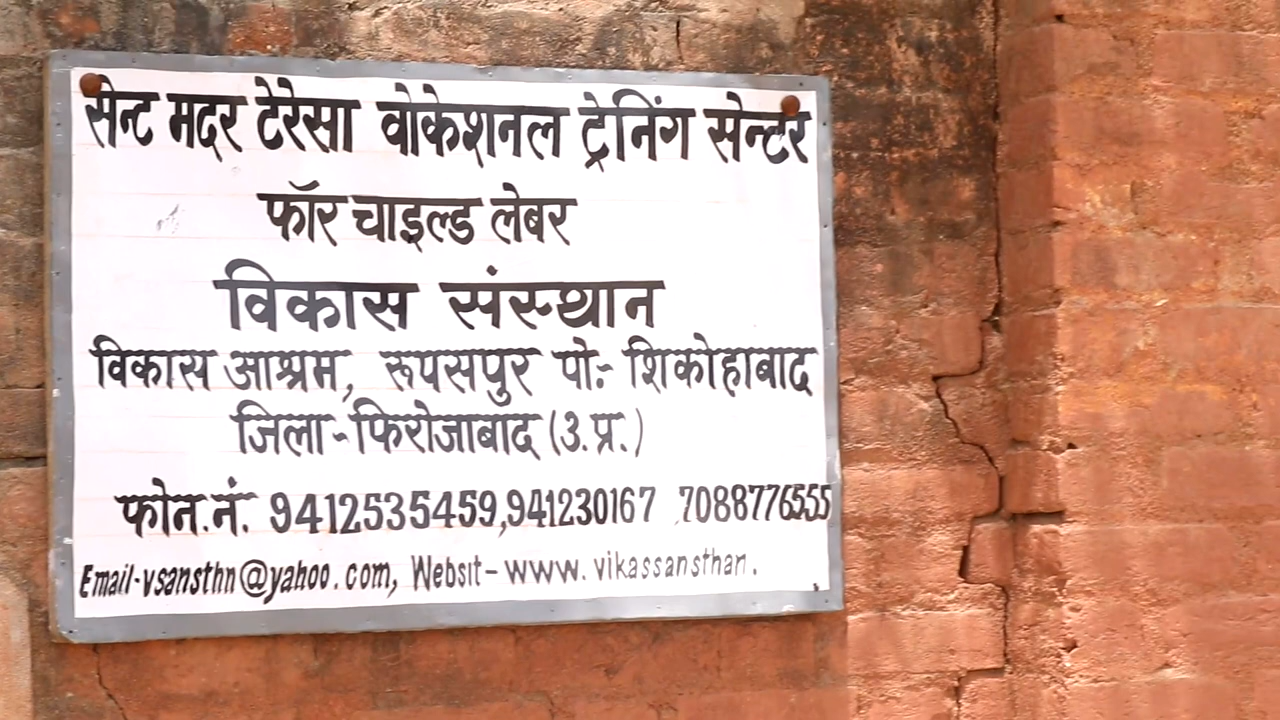 सेन्ट मदर टेरेसा वोकेशनल ट्रेनिंग सेन्टर
फॉर चाइल्ड लेबर
विकास संस्थान
विकास आश्रम, रूपसपुर पो:- शिकोहाबाद
जिला-फिरोजाबाद (उ.प्र.)
फोन.नं. 9412535459,941230167 7088776555
Email-vsansthn@yahoo.com, Websit-www.vikassansthan.